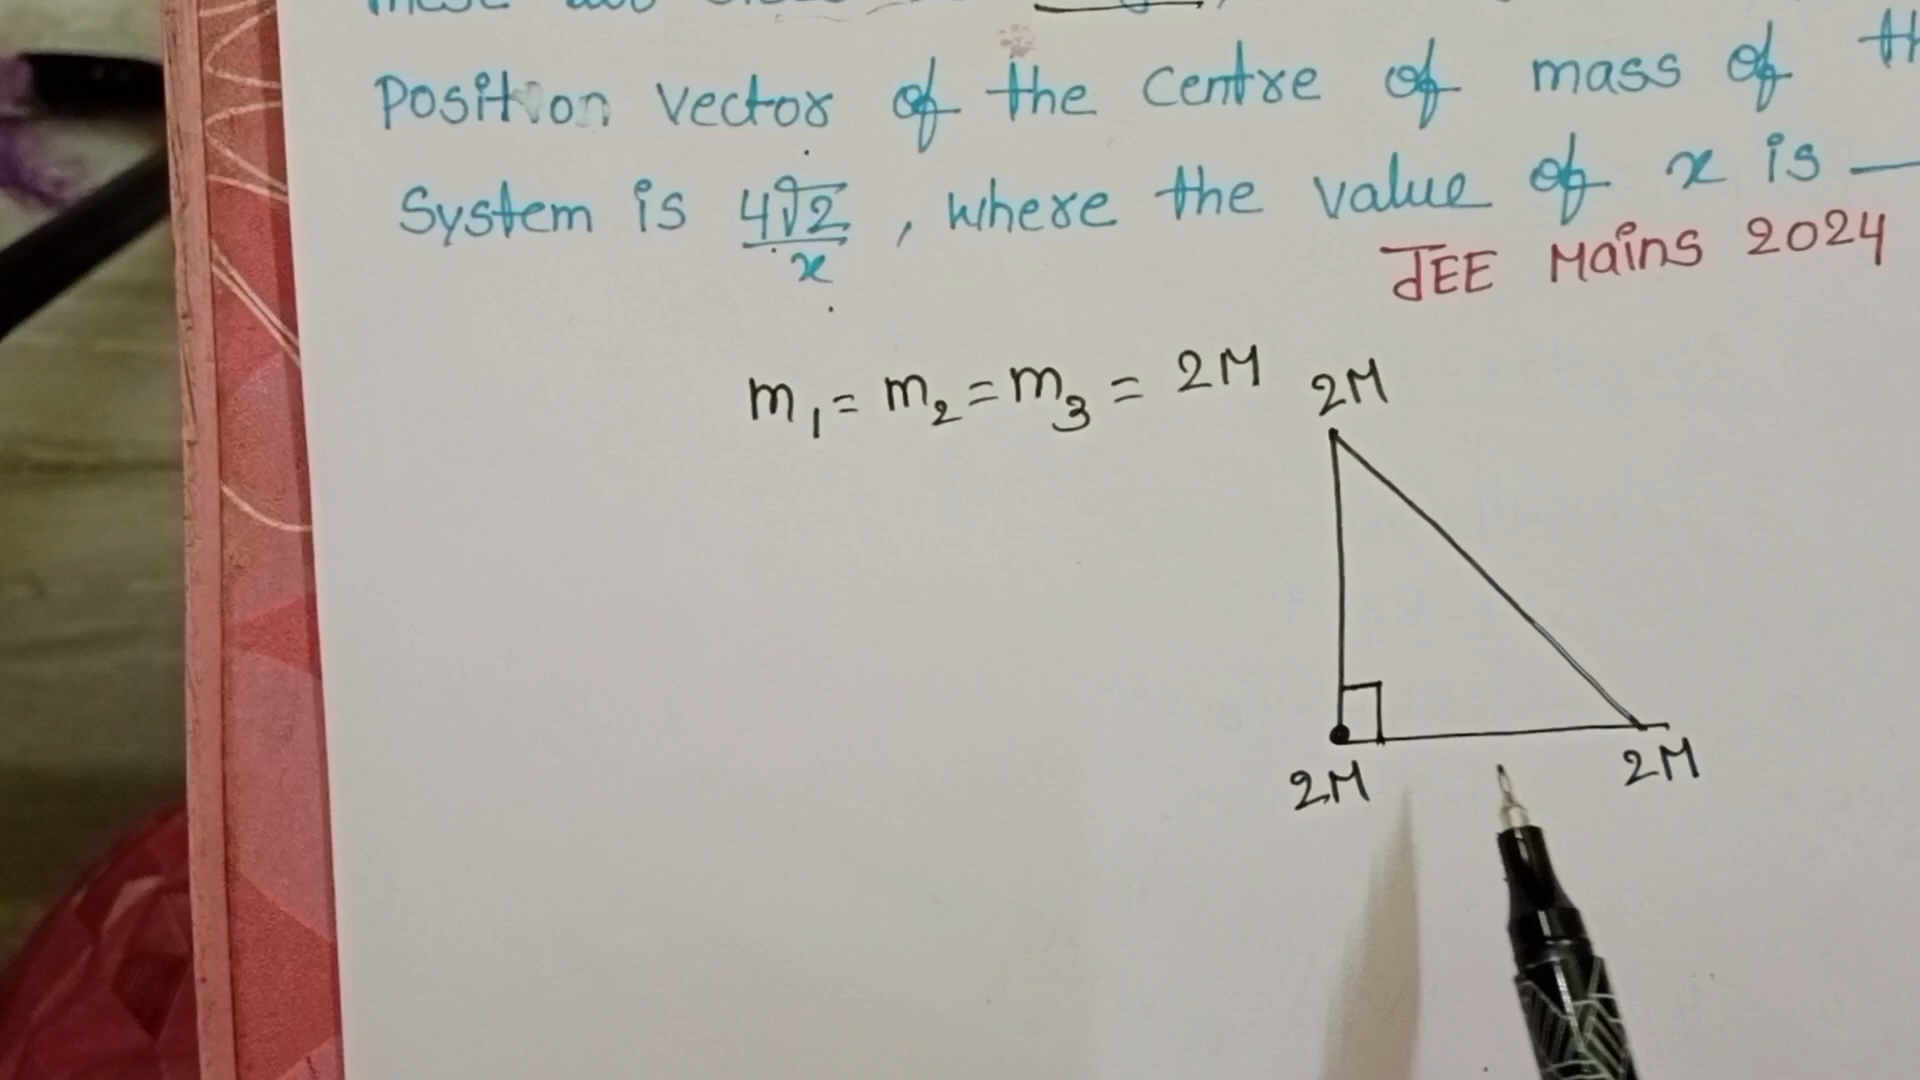 Position vector of the centre of mass of
System is 4√2/x , where the value of x is —
JEE Mains 2024
m₁ = m₂ = m₃ = 2M
2M
2M
2M